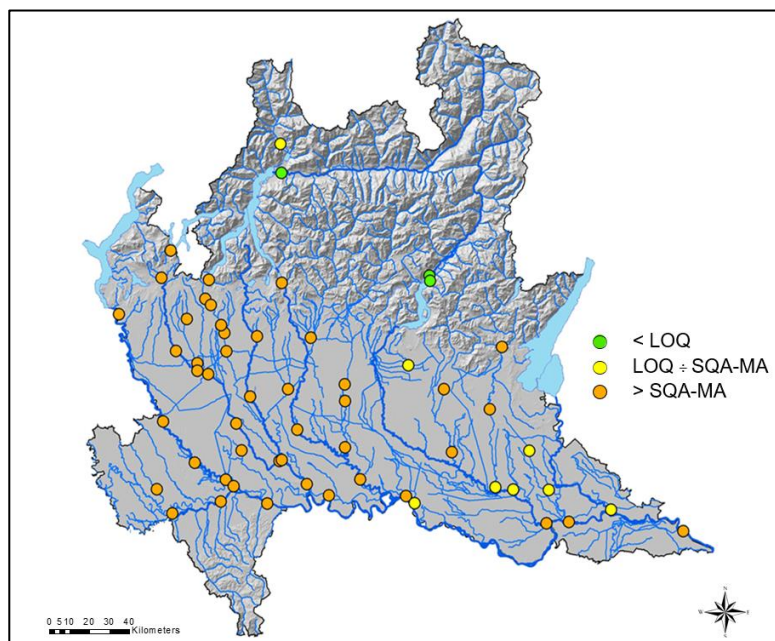 < LOQ
LOQ ÷ SQA-MA
> SQA-MA
0 5 10 20 30 40
Kilometers
N
W E
S